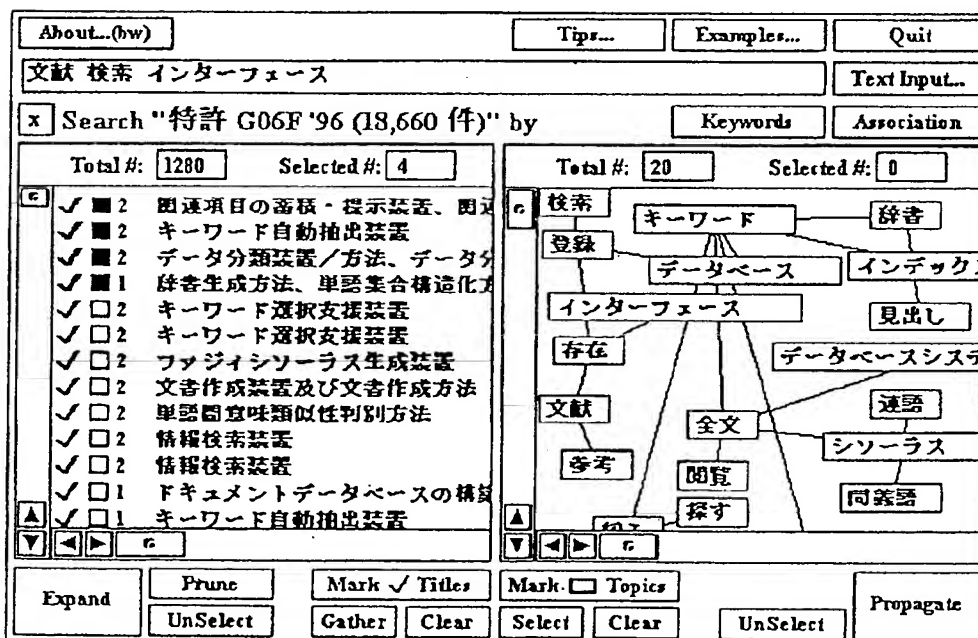 About...(bw)
Tips...
Examples...
Quit
文献 検索 インターフェース
Text Input...
x Search "特許 G06F '96 (18,660 件)" by
Keywords
Association
Total #: 1280 Selected #: 4
2 関連項目の蓄積・提示装置、関連
2 キーワード自動抽出装置
2 データ分類装置/方法、データ分
1 辞書生成方法、単語集合構造化方
2 キーワード選択支援装置
2 キーワード選択支援装置
2 ファジィシソーラス生成装置
2 文書作成装置及び文書作成方法
2 単語間意味類似性判別方法
2 情報検索装置
2 情報検索装置
1 ドキュメントデータベースの構築
1 キーワード自動抽出装置
Total #: 20 Selected #: 0
検索
キーワード
辞書
登録
データベース
インデックス
インターフェース
見出し
存在
データベースシステ
文献
全文
連語
シソーラス
参考
閲覧
同義語
探す
Expand
Prune
Mark ✓ Titles
Mark □ Topics
Propagate
UnSelect
Gather
Clear
Select
Clear
UnSelect